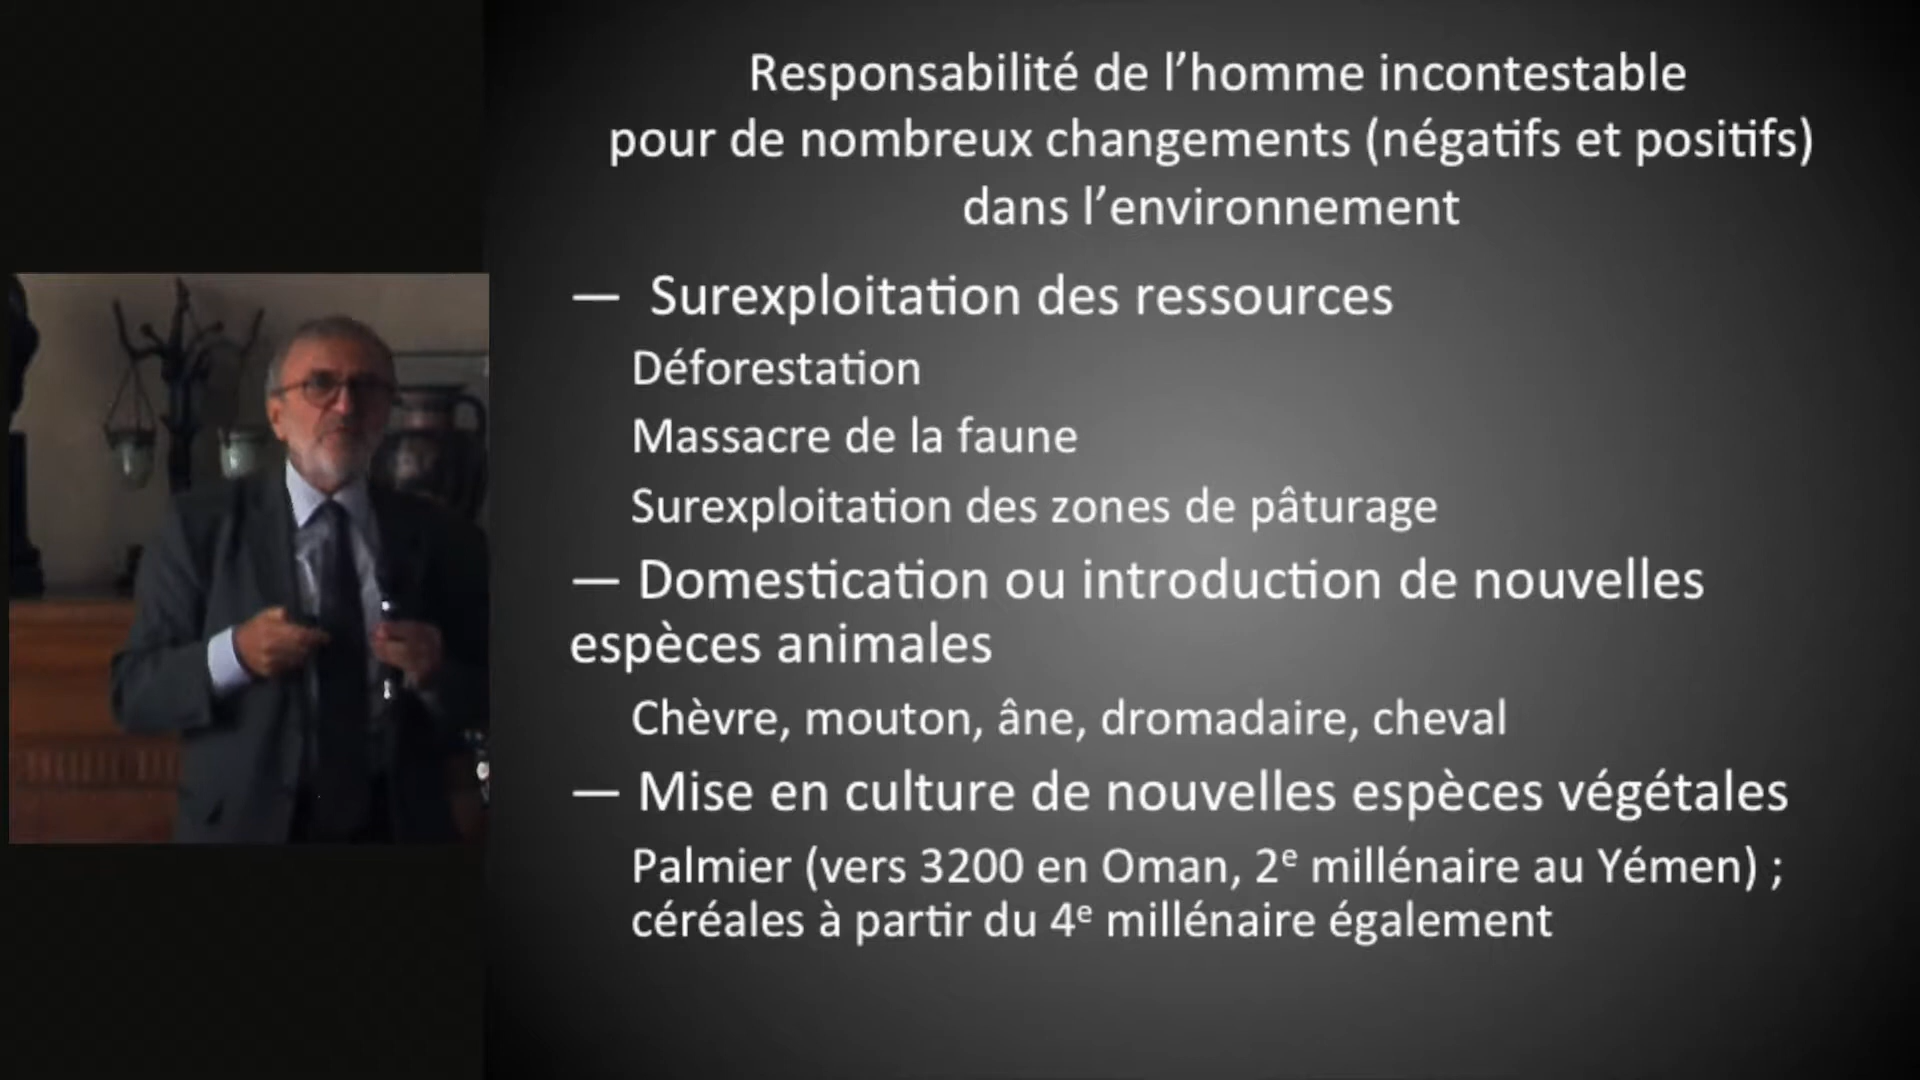 Responsabilité de l’homme incontestable
pour de nombreux changements (négatifs et positifs)
dans l’environnement
— Surexploitation des ressources
Déforestation
Massacre de la faune
Surexploitation des zones de pâturage
— Domestication ou introduction de nouvelles
espèces animales
Chèvre, mouton, âne, dromadaire, cheval
— Mise en culture de nouvelles espèces végétales
Palmier (vers 3200 en Oman, 2e millénaire au Yémen) ;
céréales à partir du 4e millénaire également